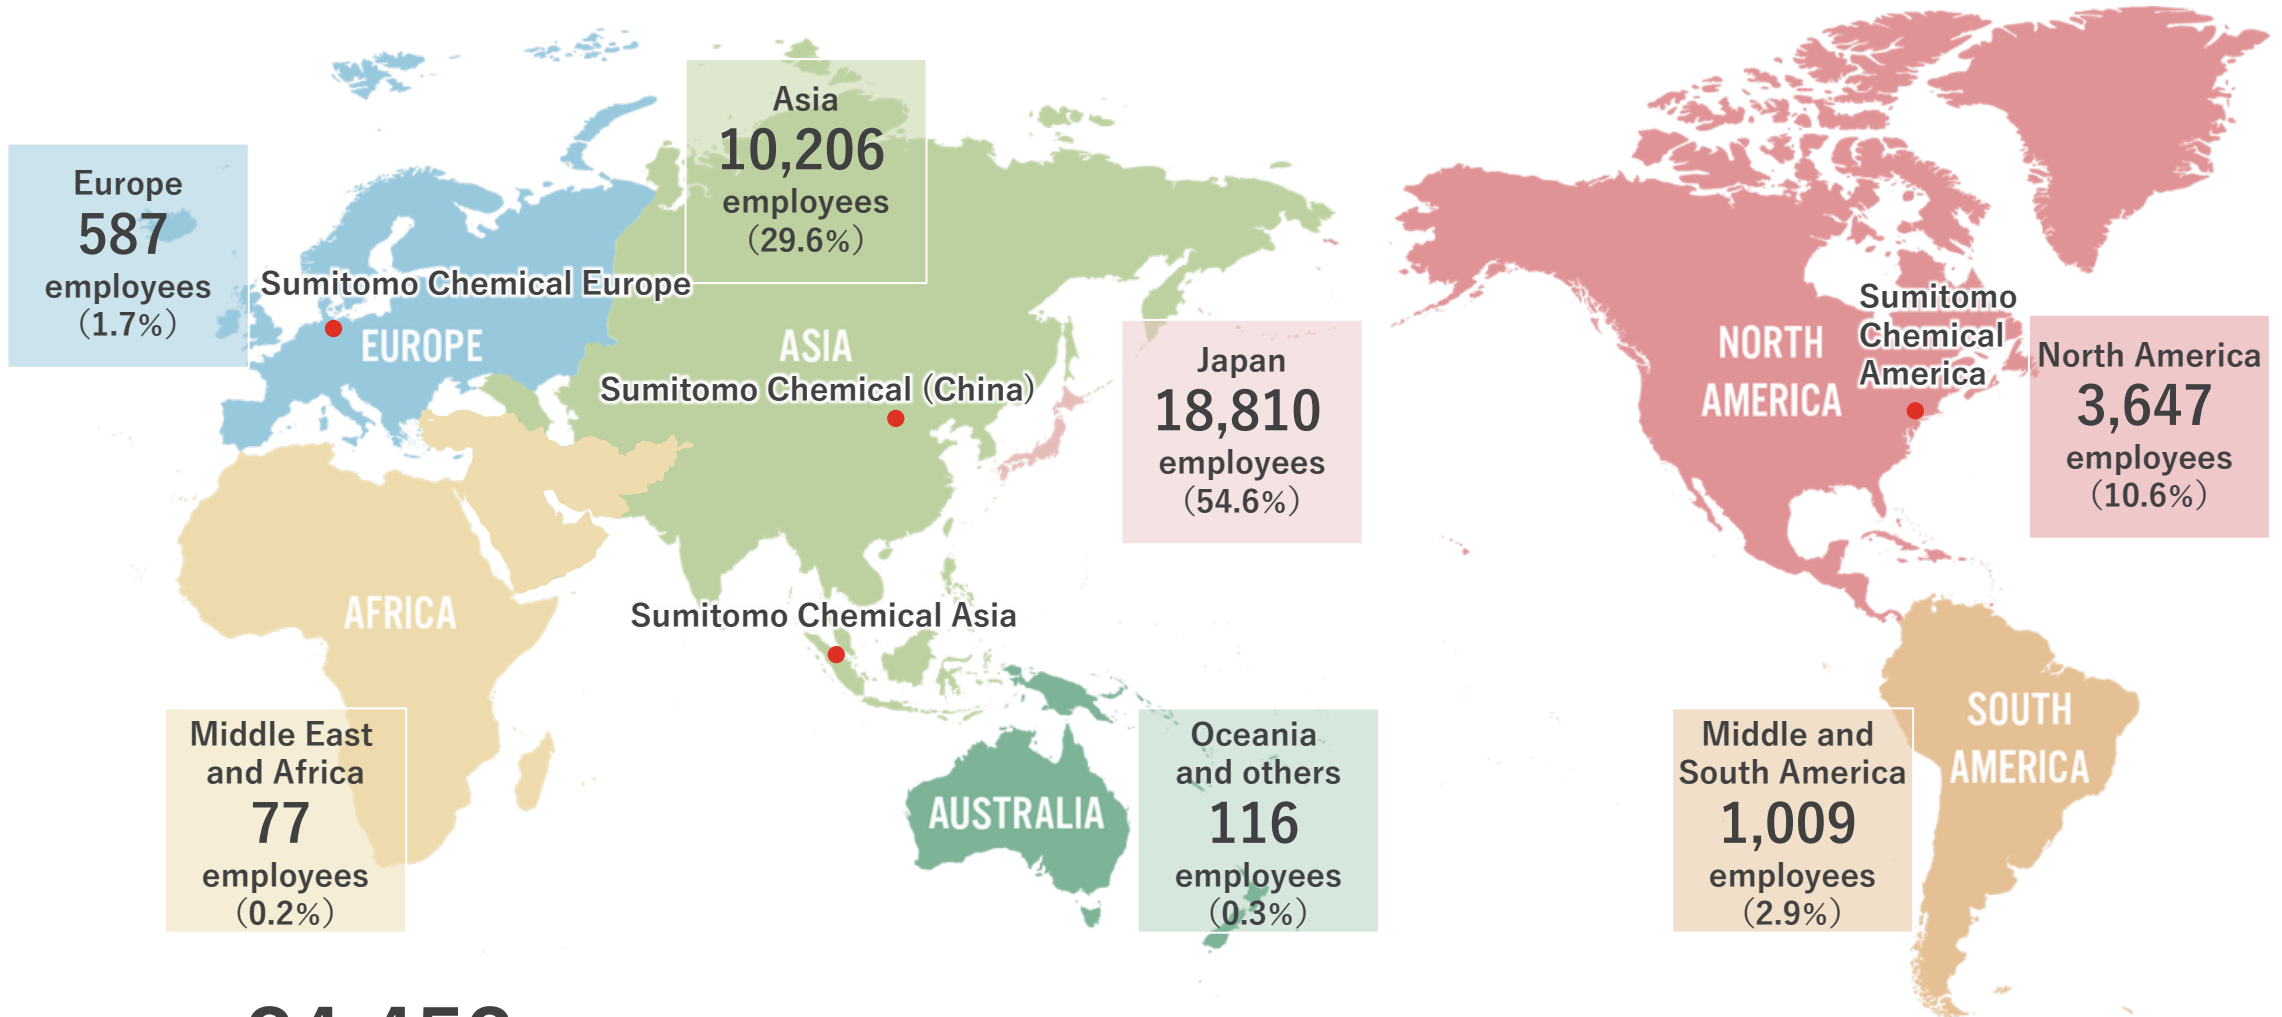 Asia
10,206
employees
(29.6%)
Europe
587
employees
(1.7%)
Sumitomo Chemical Europe
EUROPE
ASIA
Sumitomo Chemical (China)
Japan
18,810
employees
(54.6%)
NORTH
AMERICA
Sumitomo
Chemical
America
North America
3,647
employees
(10.6%)
AFRICA
Sumitomo Chemical Asia
Middle East
and Africa
77
employees
(0.2%)
AUSTRALIA
Oceania
and others
116
employees
(0.3%)
Middle and
South America
1,009
employees
(2.9%)
SOUTH
AMERICA